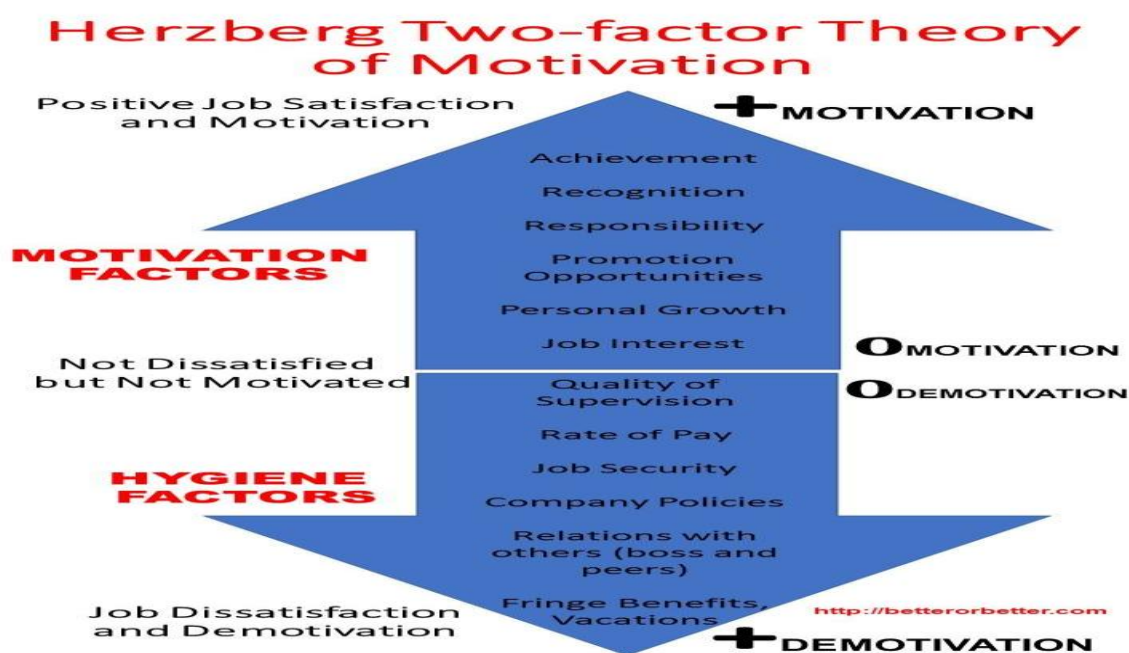 Herzberg Two-factor Theory
of Motivation
Positive Job Satisfaction
and Motivation
+MOTIVATION
Achievement
Recognition
Responsibility
MOTIVATION
FACTORS
Promotion
Opportunities
Personal Growth
Job Interest
Not Dissatisfied
but Not Motivated
0MOTIVATION
0DEMOTIVATION
Quality of
Supervision
Rate of Pay
Job Security
HYGIENE
FACTORS
Company Policies
Relations with
others (boss and
peers)
Fringe Benefits,
Vacations
Job Dissatisfaction
and Demotivation
http://betterorbetter.com
+DEMOTIVATION